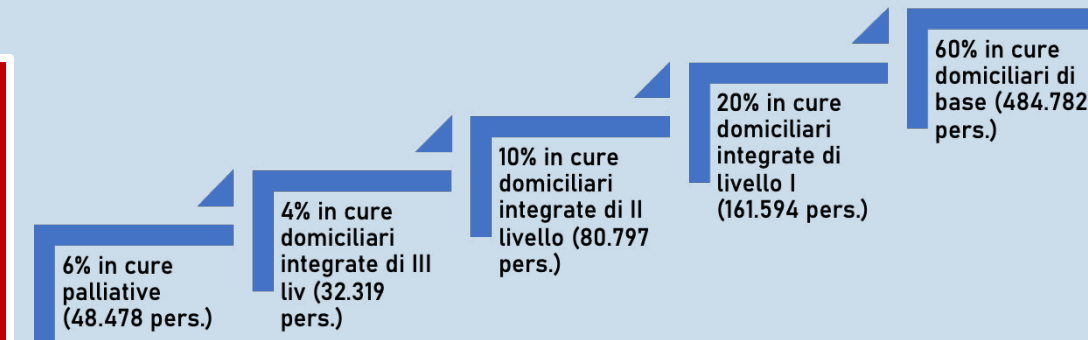 6% in cure
palliative
(48.478 pers.)
4% in cure
domiciliari
integrate di III
liv (32.319
pers.)
10% in cure
domiciliari
integrate di II
livello (80.797
pers.)
20% in cure
domiciliari
integrate di
livello I
(161.594 pers.)
60% in cure
domiciliari di
base (484.782
pers.)